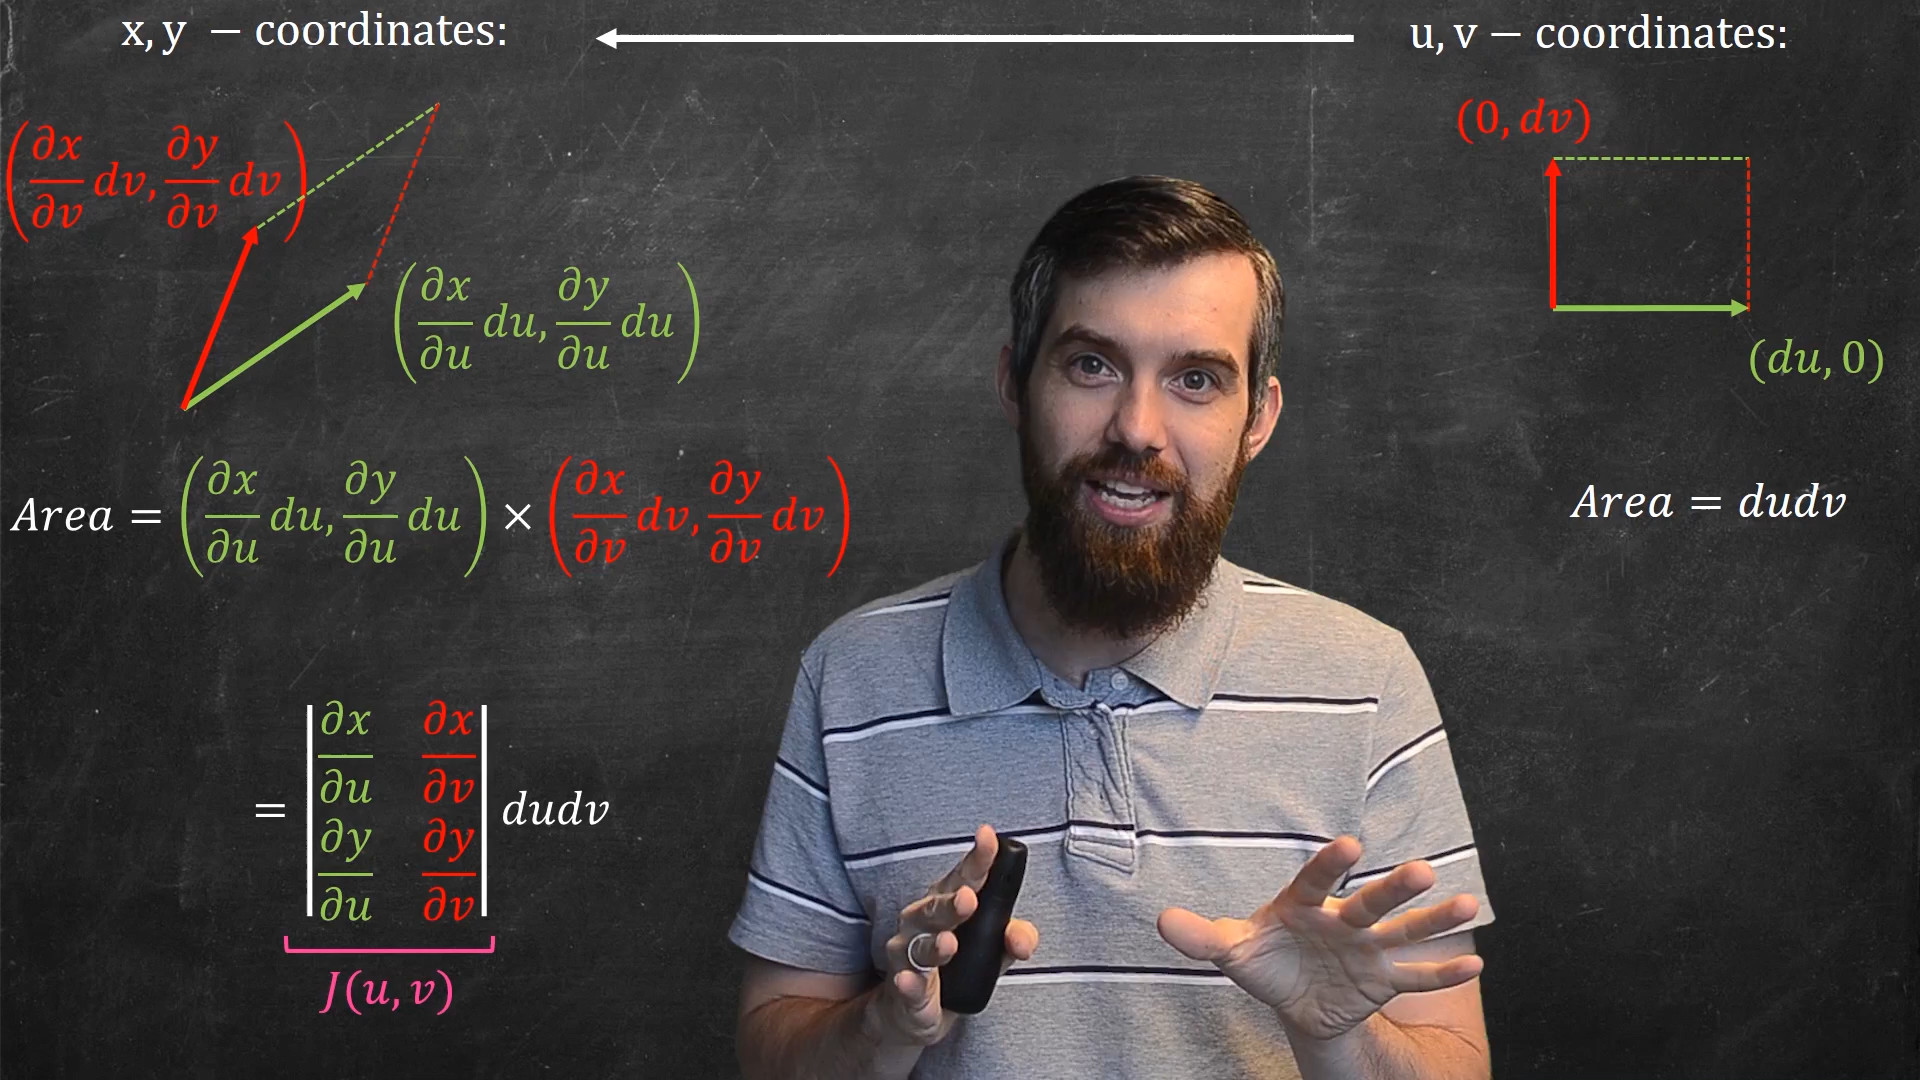 x, y − coordinates:
u, v − coordinates:
(∂x/∂v dv, ∂y/∂v dv)
(0, dv)
(∂x/∂u du, ∂y/∂u du)
(du, 0)
Area = (∂x/∂u du, ∂y/∂u du) × (∂x/∂v dv, ∂y/∂v dv)
Area = dudv
= |∂x/∂u ∂x/∂v
∂y/∂u ∂y/∂v| dudv
J(u, v)